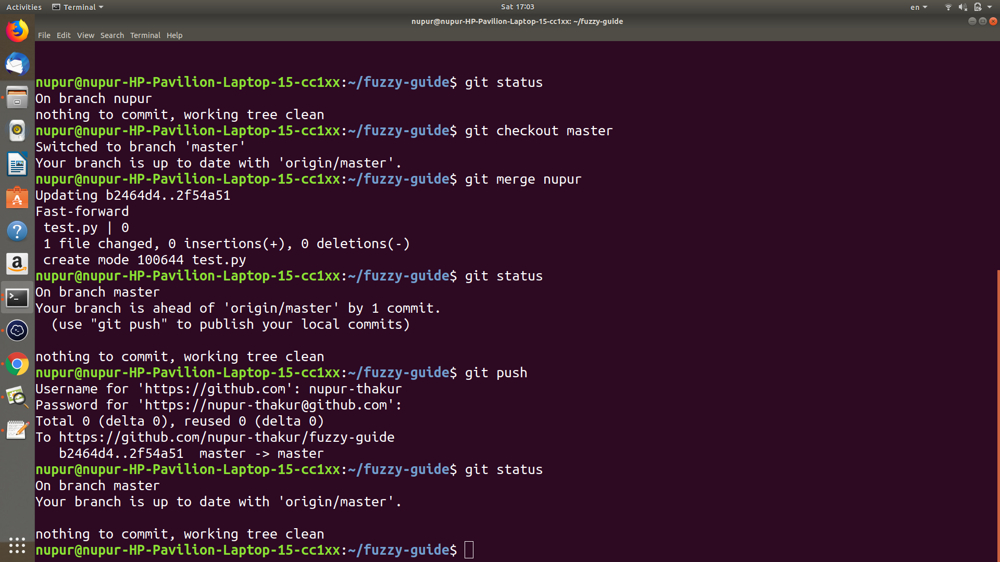 Activities Terminal Sat 17:03 en
nupur@nupur-HP-Pavilion-Laptop-15-cc1xx: ~/fuzzy-guide
File Edit View Search Terminal Help
nupur@nupur-HP-Pavilion-Laptop-15-cc1xx:~/fuzzy-guide$ git status
On branch nupur
nothing to commit, working tree clean
nupur@nupur-HP-Pavilion-Laptop-15-cc1xx:~/fuzzy-guide$ git checkout master
Switched to branch 'master'
Your branch is up to date with 'origin/master'.
nupur@nupur-HP-Pavilion-Laptop-15-cc1xx:~/fuzzy-guide$ git merge nupur
Updating b2464d4..2f54a51
Fast-forward
 test.py | 0
 1 file changed, 0 insertions(+), 0 deletions(-)
 create mode 100644 test.py
nupur@nupur-HP-Pavilion-Laptop-15-cc1xx:~/fuzzy-guide$ git status
On branch master
Your branch is ahead of 'origin/master' by 1 commit.
  (use "git push" to publish your local commits)
nothing to commit, working tree clean
nupur@nupur-HP-Pavilion-Laptop-15-cc1xx:~/fuzzy-guide$ git push
Username for 'https://github.com': nupur-thakur
Password for 'https://nupur-thakur@github.com':
Total 0 (delta 0), reused 0 (delta 0)
To https://github.com/nupur-thakur/fuzzy-guide
   b2464d4..2f54a51  master -> master
nupur@nupur-HP-Pavilion-Laptop-15-cc1xx:~/fuzzy-guide$ git status
On branch master
Your branch is up to date with 'origin/master'.
nothing to commit, working tree clean
nupur@nupur-HP-Pavilion-Laptop-15-cc1xx:~/fuzzy-guide$